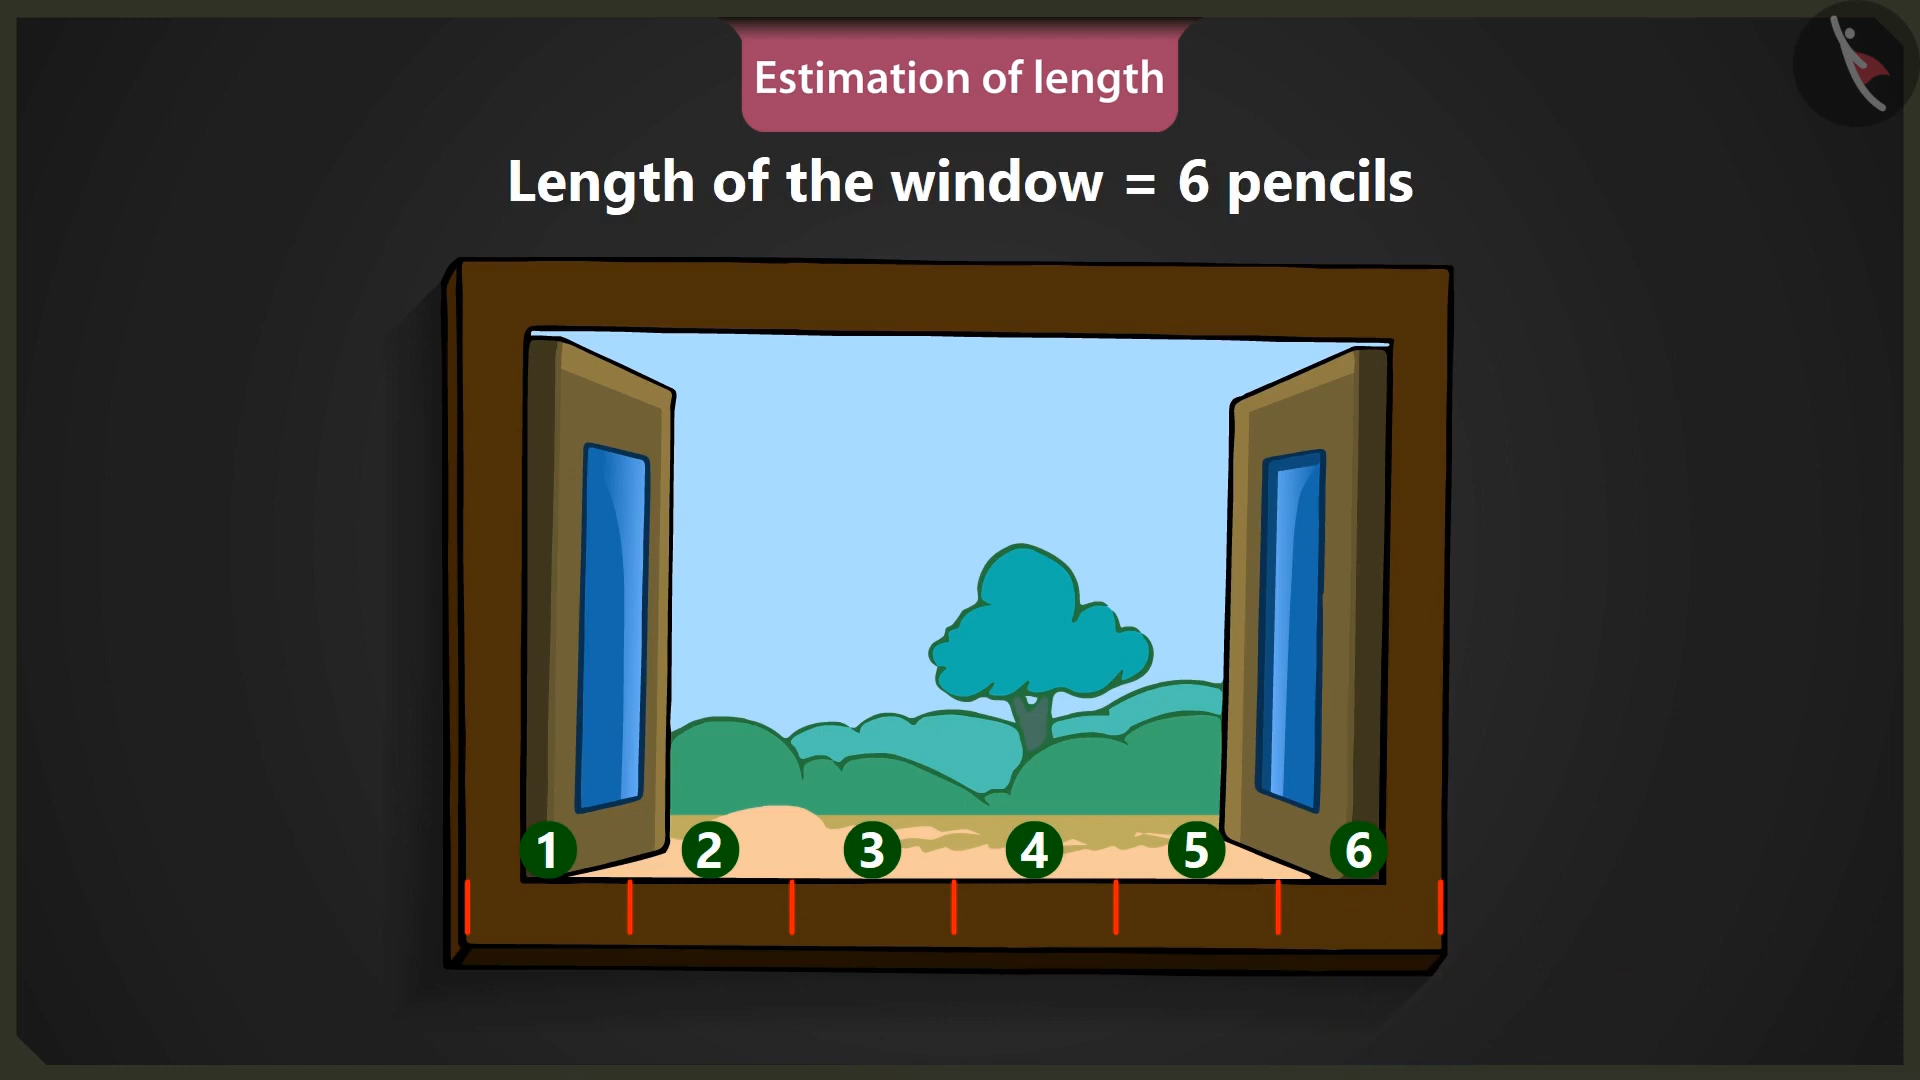 Estimation of length
Length of the window = 6 pencils
1 2 3 4 5 6